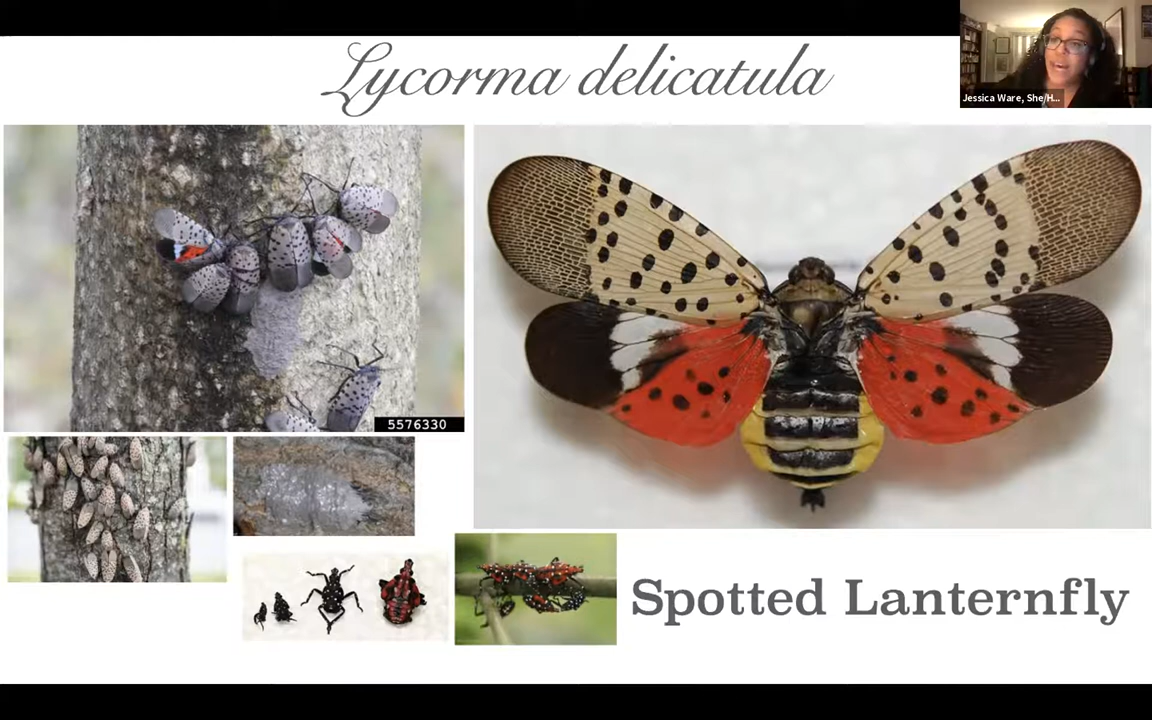 Lycorma delicatula
Jessica Ware, She/H...
5576330
Spotted Lanternfly